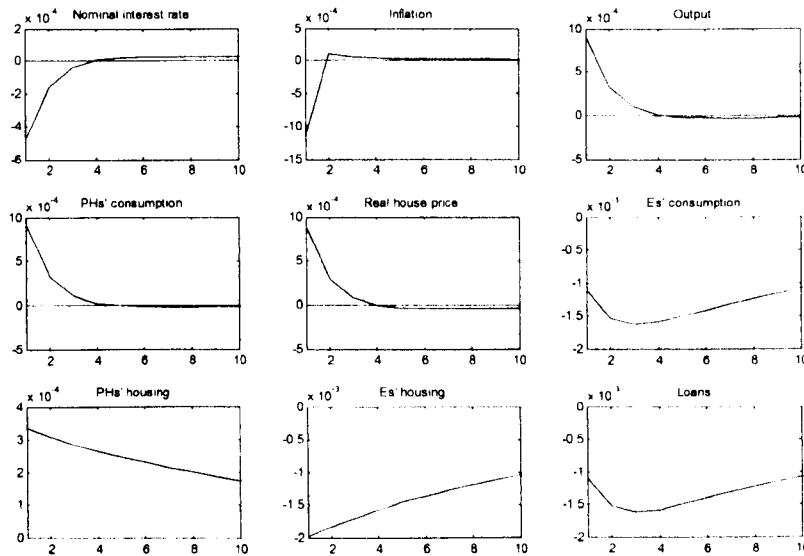 Nominal interest rate
Inflation
Output
x 10⁻⁴
x 10⁻⁴
x 10⁻⁴
2
0
-2
-4
-6
2 4 6 8 10
5
0
-5
-10
-15
2 4 6 8 10
10
5
0
-5
2 4 6 8 10
PHs' consumption
Real house price
Es' consumption
x 10⁻⁴
x 10⁻⁴
x 10
10
5
0
-5
2 4 6 8 10
10
5
0
-5
2 4 6 8 10
0
-0.5
-1
-1.5
-2
2 4 6 8 10
PHs' housing
Es' housing
Loans
x 10⁻⁴
x 10⁻³
x 10
4
3
2
1
0
2 4 6 8 10
0
-0.5
-1
-1.5
-2
2 4 6 8 10
0
-0.5
-1
-1.5
-2
2 4 6 8 10